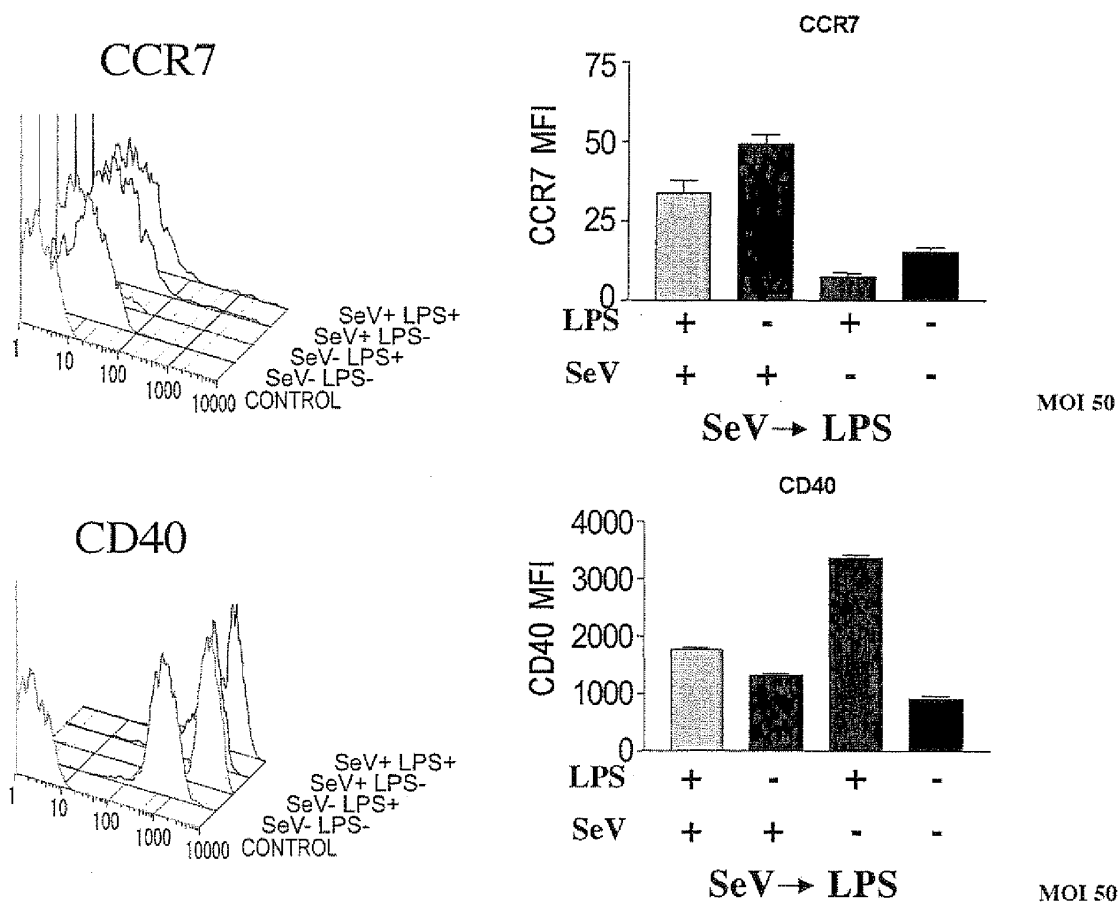 CCR7
1
10
100
1000
10000
SeV+ LPS+
SeV+ LPS-
SeV- LPS+
SeV- LPS-
CONTROL
CCR7
CCR7 MFI
75
50
25
0
LPS + - + -
SeV + + - -
SeV → LPS
MOI 50
CD40
1
10
100
1000
10000
SeV+ LPS+
SeV+ LPS-
SeV- LPS+
SeV- LPS-
CONTROL
CD40
CD40 MFI
4000
3000
2000
1000
0
LPS + - + -
SeV + + - -
SeV → LPS
MOI 50